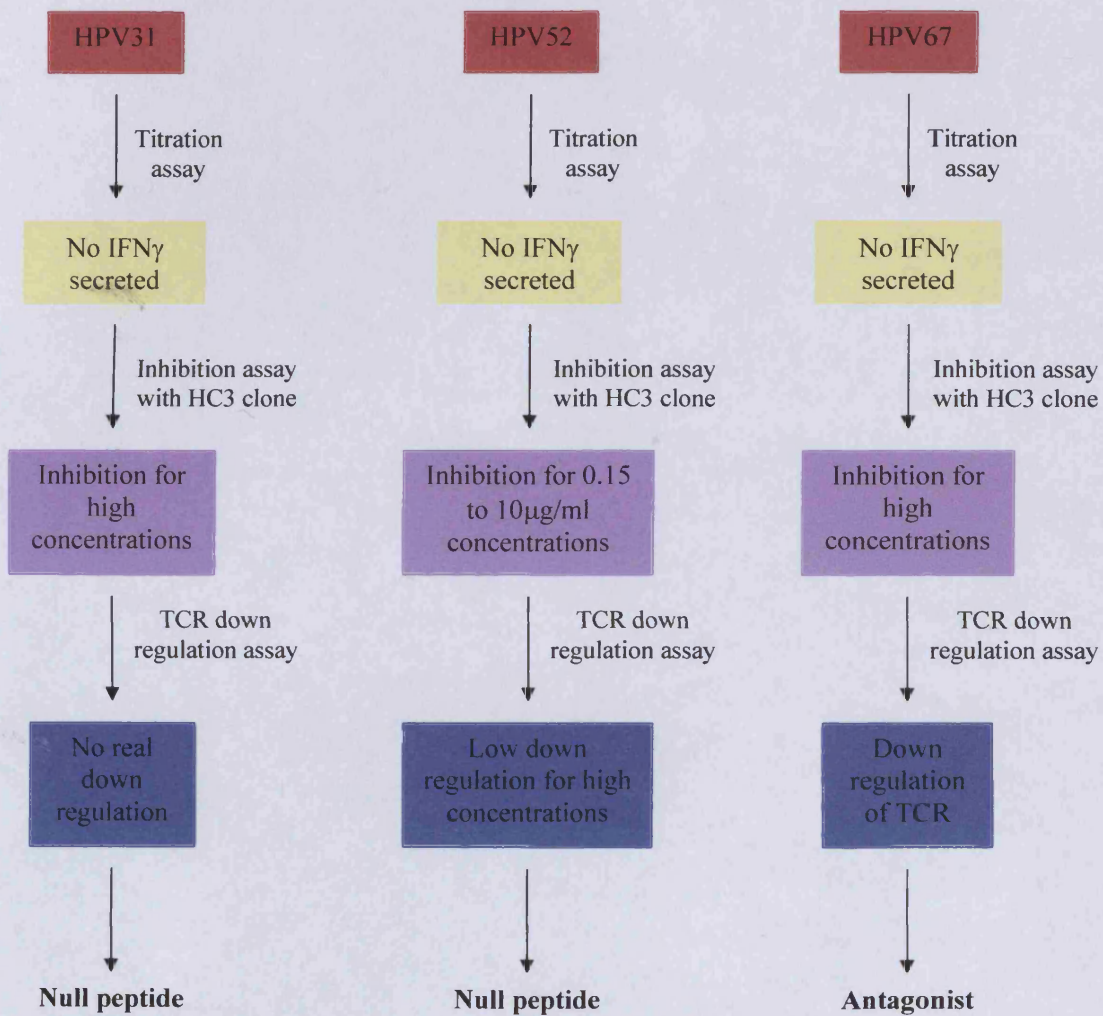 HPV31
Titration
assay
No IFNγ
secreted
Inhibition assay
with HC3 clone
Inhibition for
high
concentrations
TCR down
regulation assay
No real
down
regulation
Null peptide
HPV52
Titration
assay
No IFNγ
secreted
Inhibition assay
with HC3 clone
Inhibition for 0.15
to 10µg/ml
concentrations
TCR down
regulation assay
Low down
regulation for high
concentrations
Null peptide
HPV67
Titration
assay
No IFNγ
secreted
Inhibition assay
with HC3 clone
Inhibition for
high
concentrations
TCR down
regulation assay
Down
regulation
of TCR
Antagonist